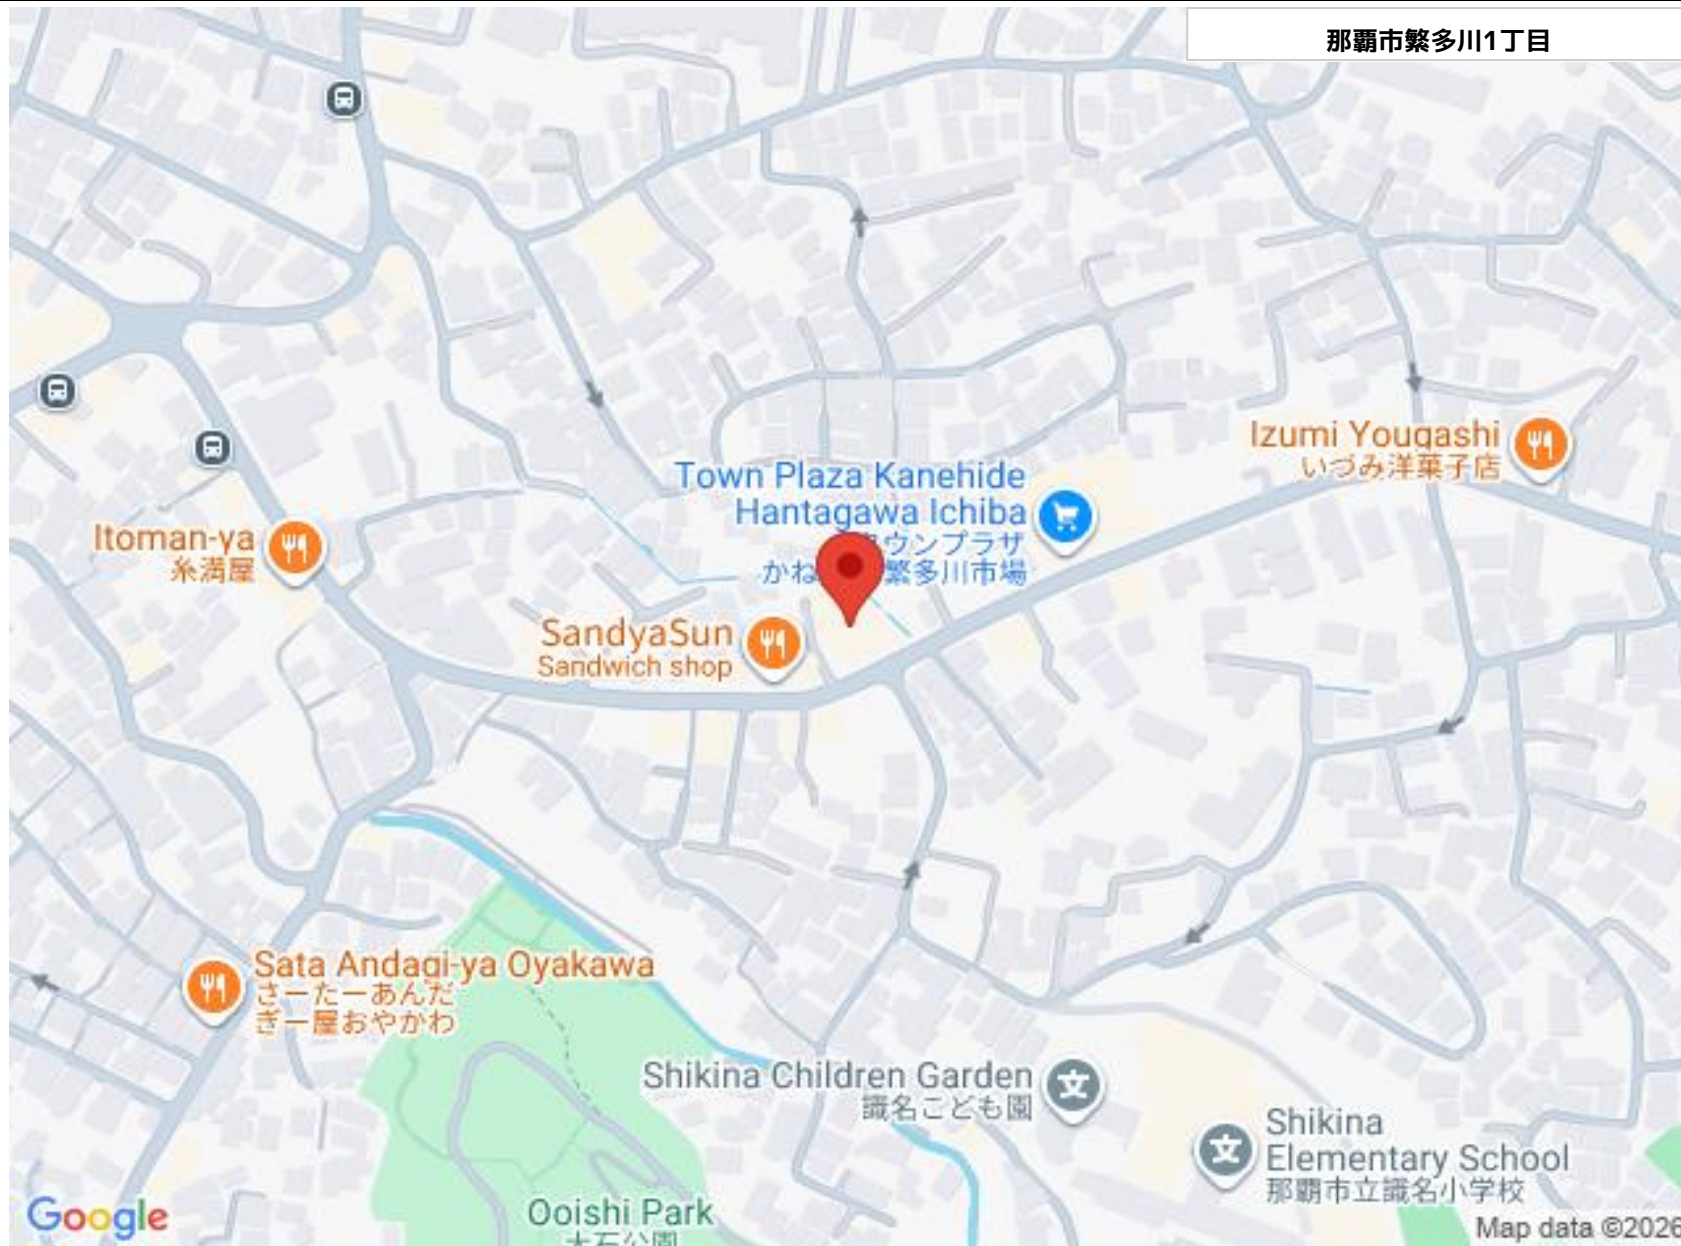 那覇市繁多川1丁目
Izumi Yougashi
いづみ洋菓子店
Town Plaza Kanehide
Hantagawa Ichiba
ウンプラザ
かね 繁多川市場
Itoman-ya
糸満屋
SandyaSun
Sandwich shop
Sata Andagi-ya Oyakawa
さーたーあんだ
ぎー屋おやかわ
Shikina Children Garden
識名こども園
Shikina
Elementary School
那覇市立識名小学校
Ooishi Park
大石公園
Google
Map data ©2026